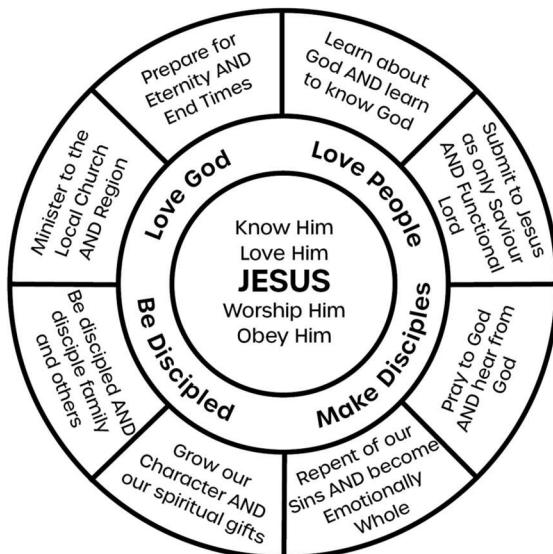 Prepare for
Eternity AND
End Times
Learn about
God AND learn
to know God
Submit to Jesus
as only Saviour
AND Functional
Lord
Pray to God
AND hear from
God
Repent of our
Sins AND become
Emotionally
Whole
Grow our
Character AND
our spiritual gifts
Be discipled AND
disciple family
and others
Minister to the
Local Church
AND Region
Love God
Love People
Make Disciples
Be Discipled
Know Him
Love Him
JESUS
Worship Him
Obey Him